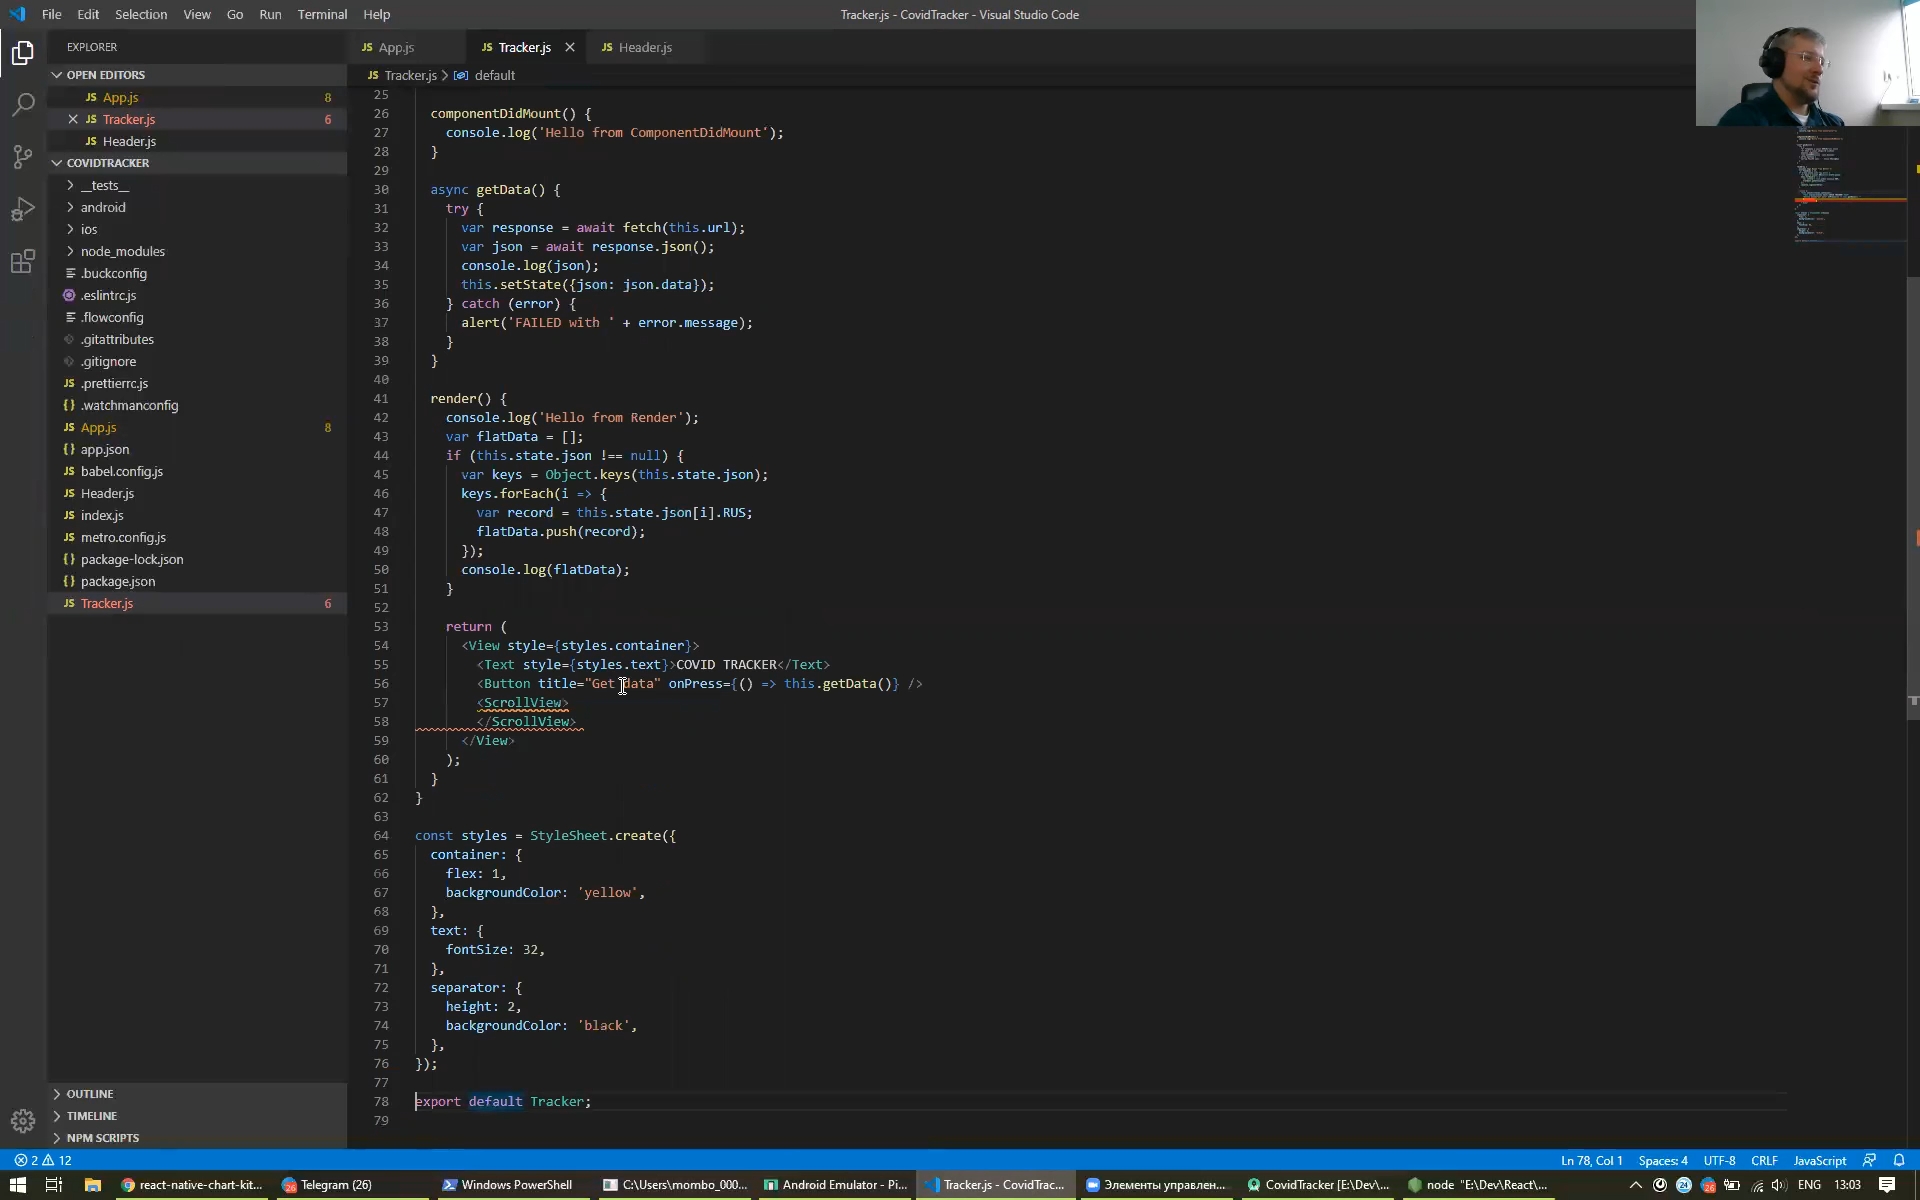 File Edit Selection View Go Run Terminal Help
Tracker.js - CovidTracker - Visual Studio Code
EXPLORER
OPEN EDITORS
App.js 8
Tracker.js 6
Header.js
COVIDTRACKER
__tests__
android
ios
node_modules
.buckconfig
.eslintrc.js
.flowconfig
.gitattributes
.gitignore
.prettierrc.js
.watchmanconfig
App.js 8
app.json
babel.config.js
Header.js
index.js
metro.config.js
package-lock.json
package.json
Tracker.js 6
OUTLINE
TIMELINE
NPM SCRIPTS
App.js Tracker.js Header.js
Tracker.js > default
25
26 componentDidMount() {
27 console.log('Hello from ComponentDidMount');
28 }
29
30 async getData() {
31 try {
32 var response = await fetch(this.url);
33 var json = await response.json();
34 console.log(json);
35 this.setState({json: json.data});
36 } catch (error) {
37 alert('FAILED with ' + error.message);
38 }
39 }
40
41 render() {
42 console.log('Hello from Render');
43 var flatData = [];
44 if (this.state.json !== null) {
45 var keys = Object.keys(this.state.json);
46 keys.forEach(i => {
47 var record = this.state.json[i].RUS;
48 flatData.push(record);
49 });
50 console.log(flatData);
51 }
52
53 return (
54 <View style={styles.container}>
55 <Text style={styles.text}>COVID TRACKER</Text>
56 <Button title="Get data" onPress={() => this.getData()} />
57 <ScrollView>
58 </ScrollView>
59 </View>
60 );
61 }
62 }
63
64 const styles = StyleSheet.create({
65 container: {
66 flex: 1,
67 backgroundColor: 'yellow',
68 },
69 text: {
70 fontSize: 32,
71 },
72 separator: {
73 height: 2,
74 backgroundColor: 'black',
75 },
76 });
77
78 export default Tracker;
79
2 12
Ln 78, Col 1 Spaces: 4 UTF-8 CRLF JavaScript
react-native-chart-kit... Telegram (26) Windows PowerShell C:\Users\mombo_000... Android Emulator - Pi... Tracker.js - CovidTrac... Элементы управлен... CovidTracker [E:\Dev/... node "E:\Dev\React\... 24 26 ENG 13:03